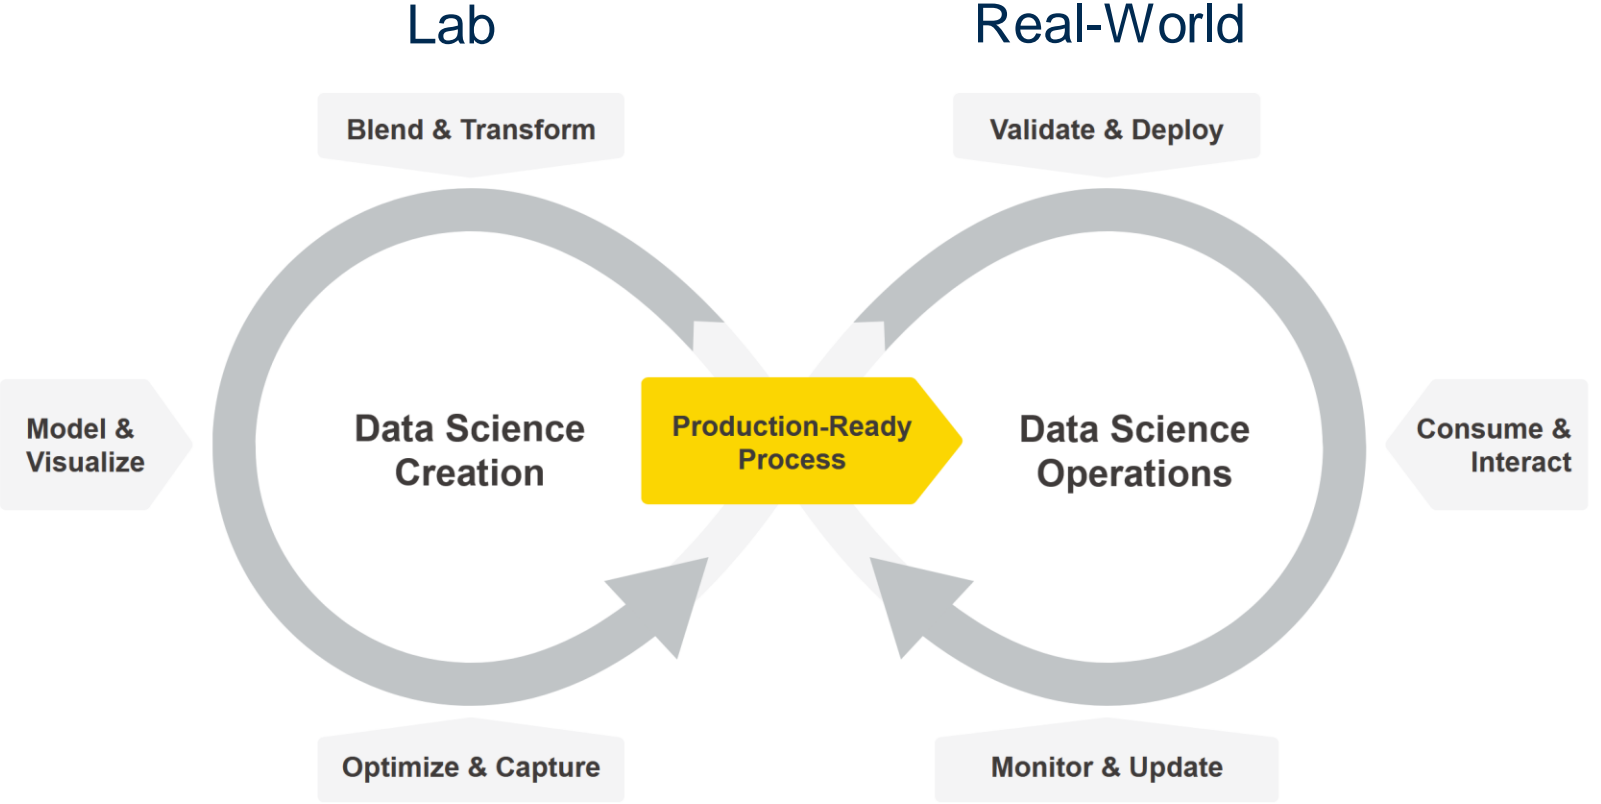 Lab
Real-World
Blend & Transform
Validate & Deploy
Model &
Visualize
Data Science
Creation
Production-Ready
Process
Data Science
Operations
Consume &
Interact
Optimize & Capture
Monitor & Update